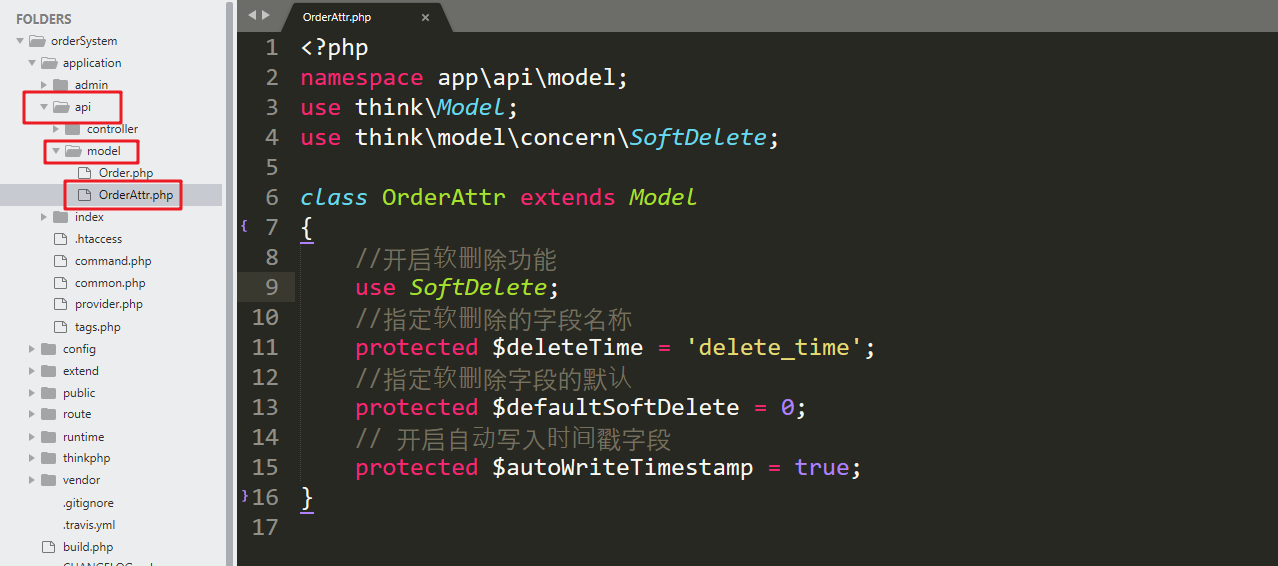 FOLDERS
orderSystem
application
admin
api
controller
model
Order.php
OrderAttr.php
index
.htaccess
command.php
common.php
provider.php
tags.php
config
extend
public
route
runtime
thinkphp
vendor
.gitignore
.travis.yml
build.php
OrderAttr.php ×
1 <?php
2 namespace app\api\model;
3 use think\Model;
4 use think\model\concern\SoftDelete;
5
6 class OrderAttr extends Model
7 {
8 //开启软删除功能
9 use SoftDelete;
10 //指定软删除的字段名称
11 protected $deleteTime = 'delete_time';
12 //指定软删除字段的默认
13 protected $defaultSoftDelete = 0;
14 // 开启自动写入时间戳字段
15 protected $autoWriteTimestamp = true;
16 }
17